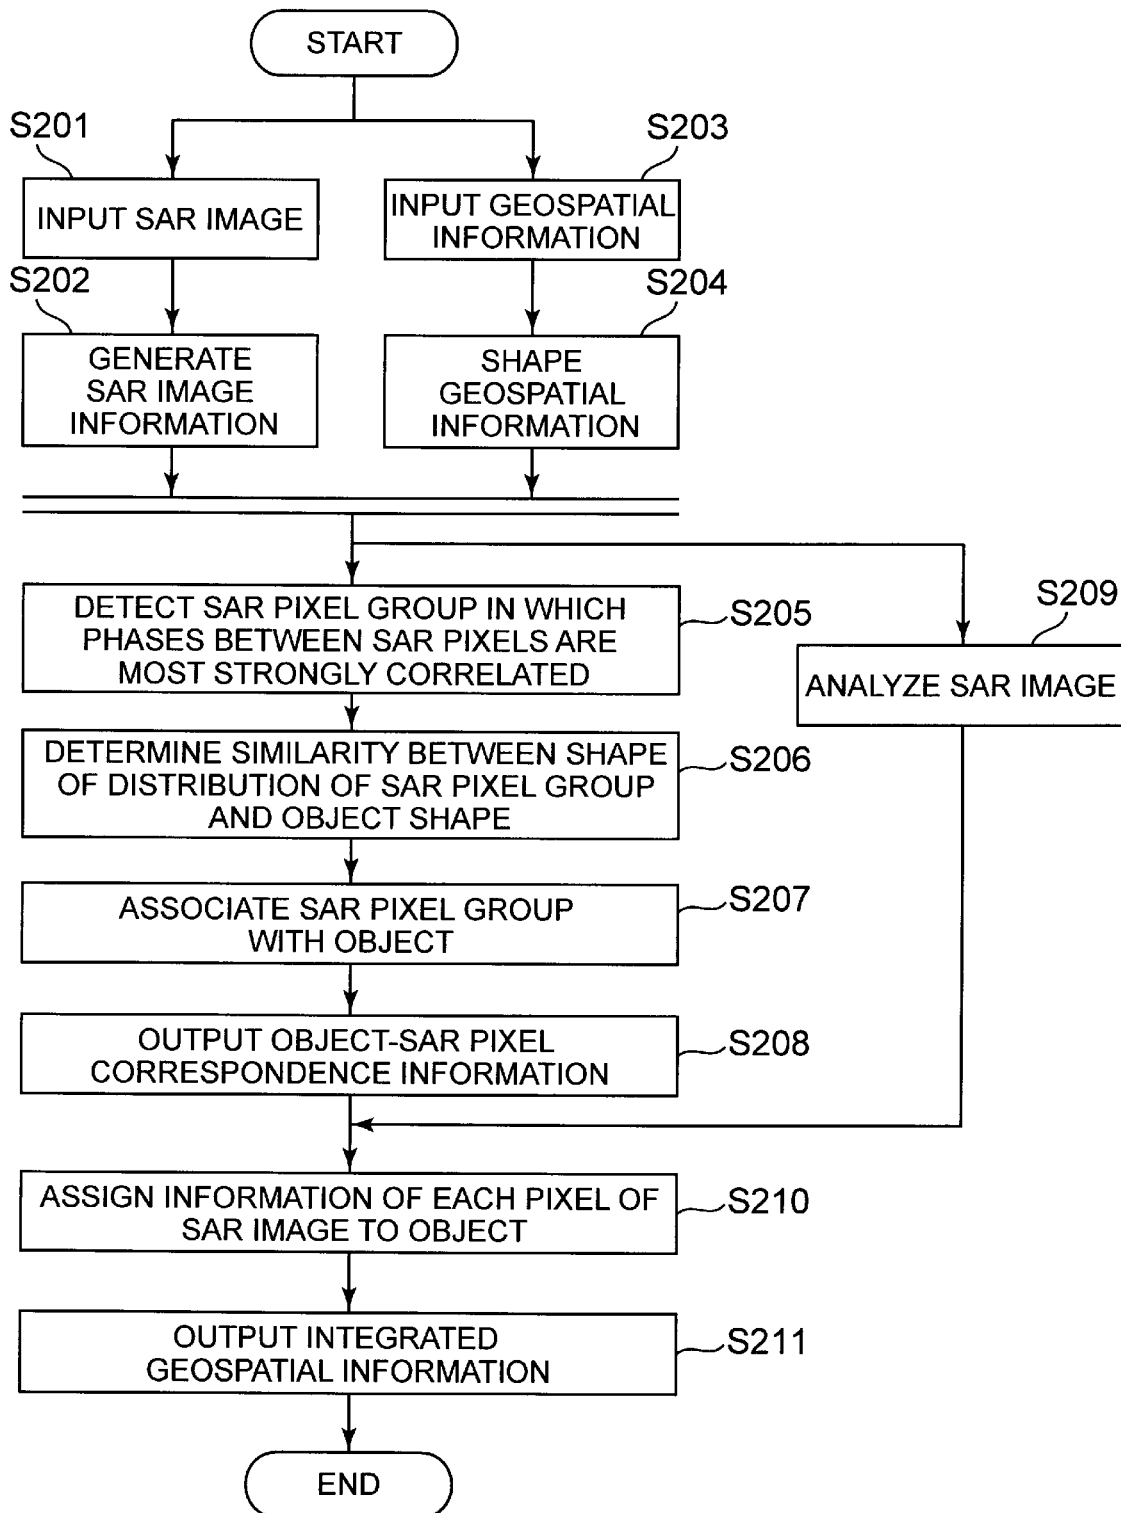 START
S201
S203
INPUT SAR IMAGE
INPUT GEOSPATIAL
INFORMATION
S202
S204
GENERATE
SAR IMAGE
INFORMATION
SHAPE
GEOSPATIAL
INFORMATION
DETECT SAR PIXEL GROUP IN WHICH
PHASES BETWEEN SAR PIXELS ARE
MOST STRONGLY CORRELATED
S205
S209
ANALYZE SAR IMAGE
DETERMINE SIMILARITY BETWEEN SHAPE
OF DISTRIBUTION OF SAR PIXEL GROUP
AND OBJECT SHAPE
S206
ASSOCIATE SAR PIXEL GROUP
WITH OBJECT
S207
OUTPUT OBJECT-SAR PIXEL
CORRESPONDENCE INFORMATION
S208
ASSIGN INFORMATION OF EACH PIXEL OF
SAR IMAGE TO OBJECT
S210
OUTPUT INTEGRATED
GEOSPATIAL INFORMATION
S211
END